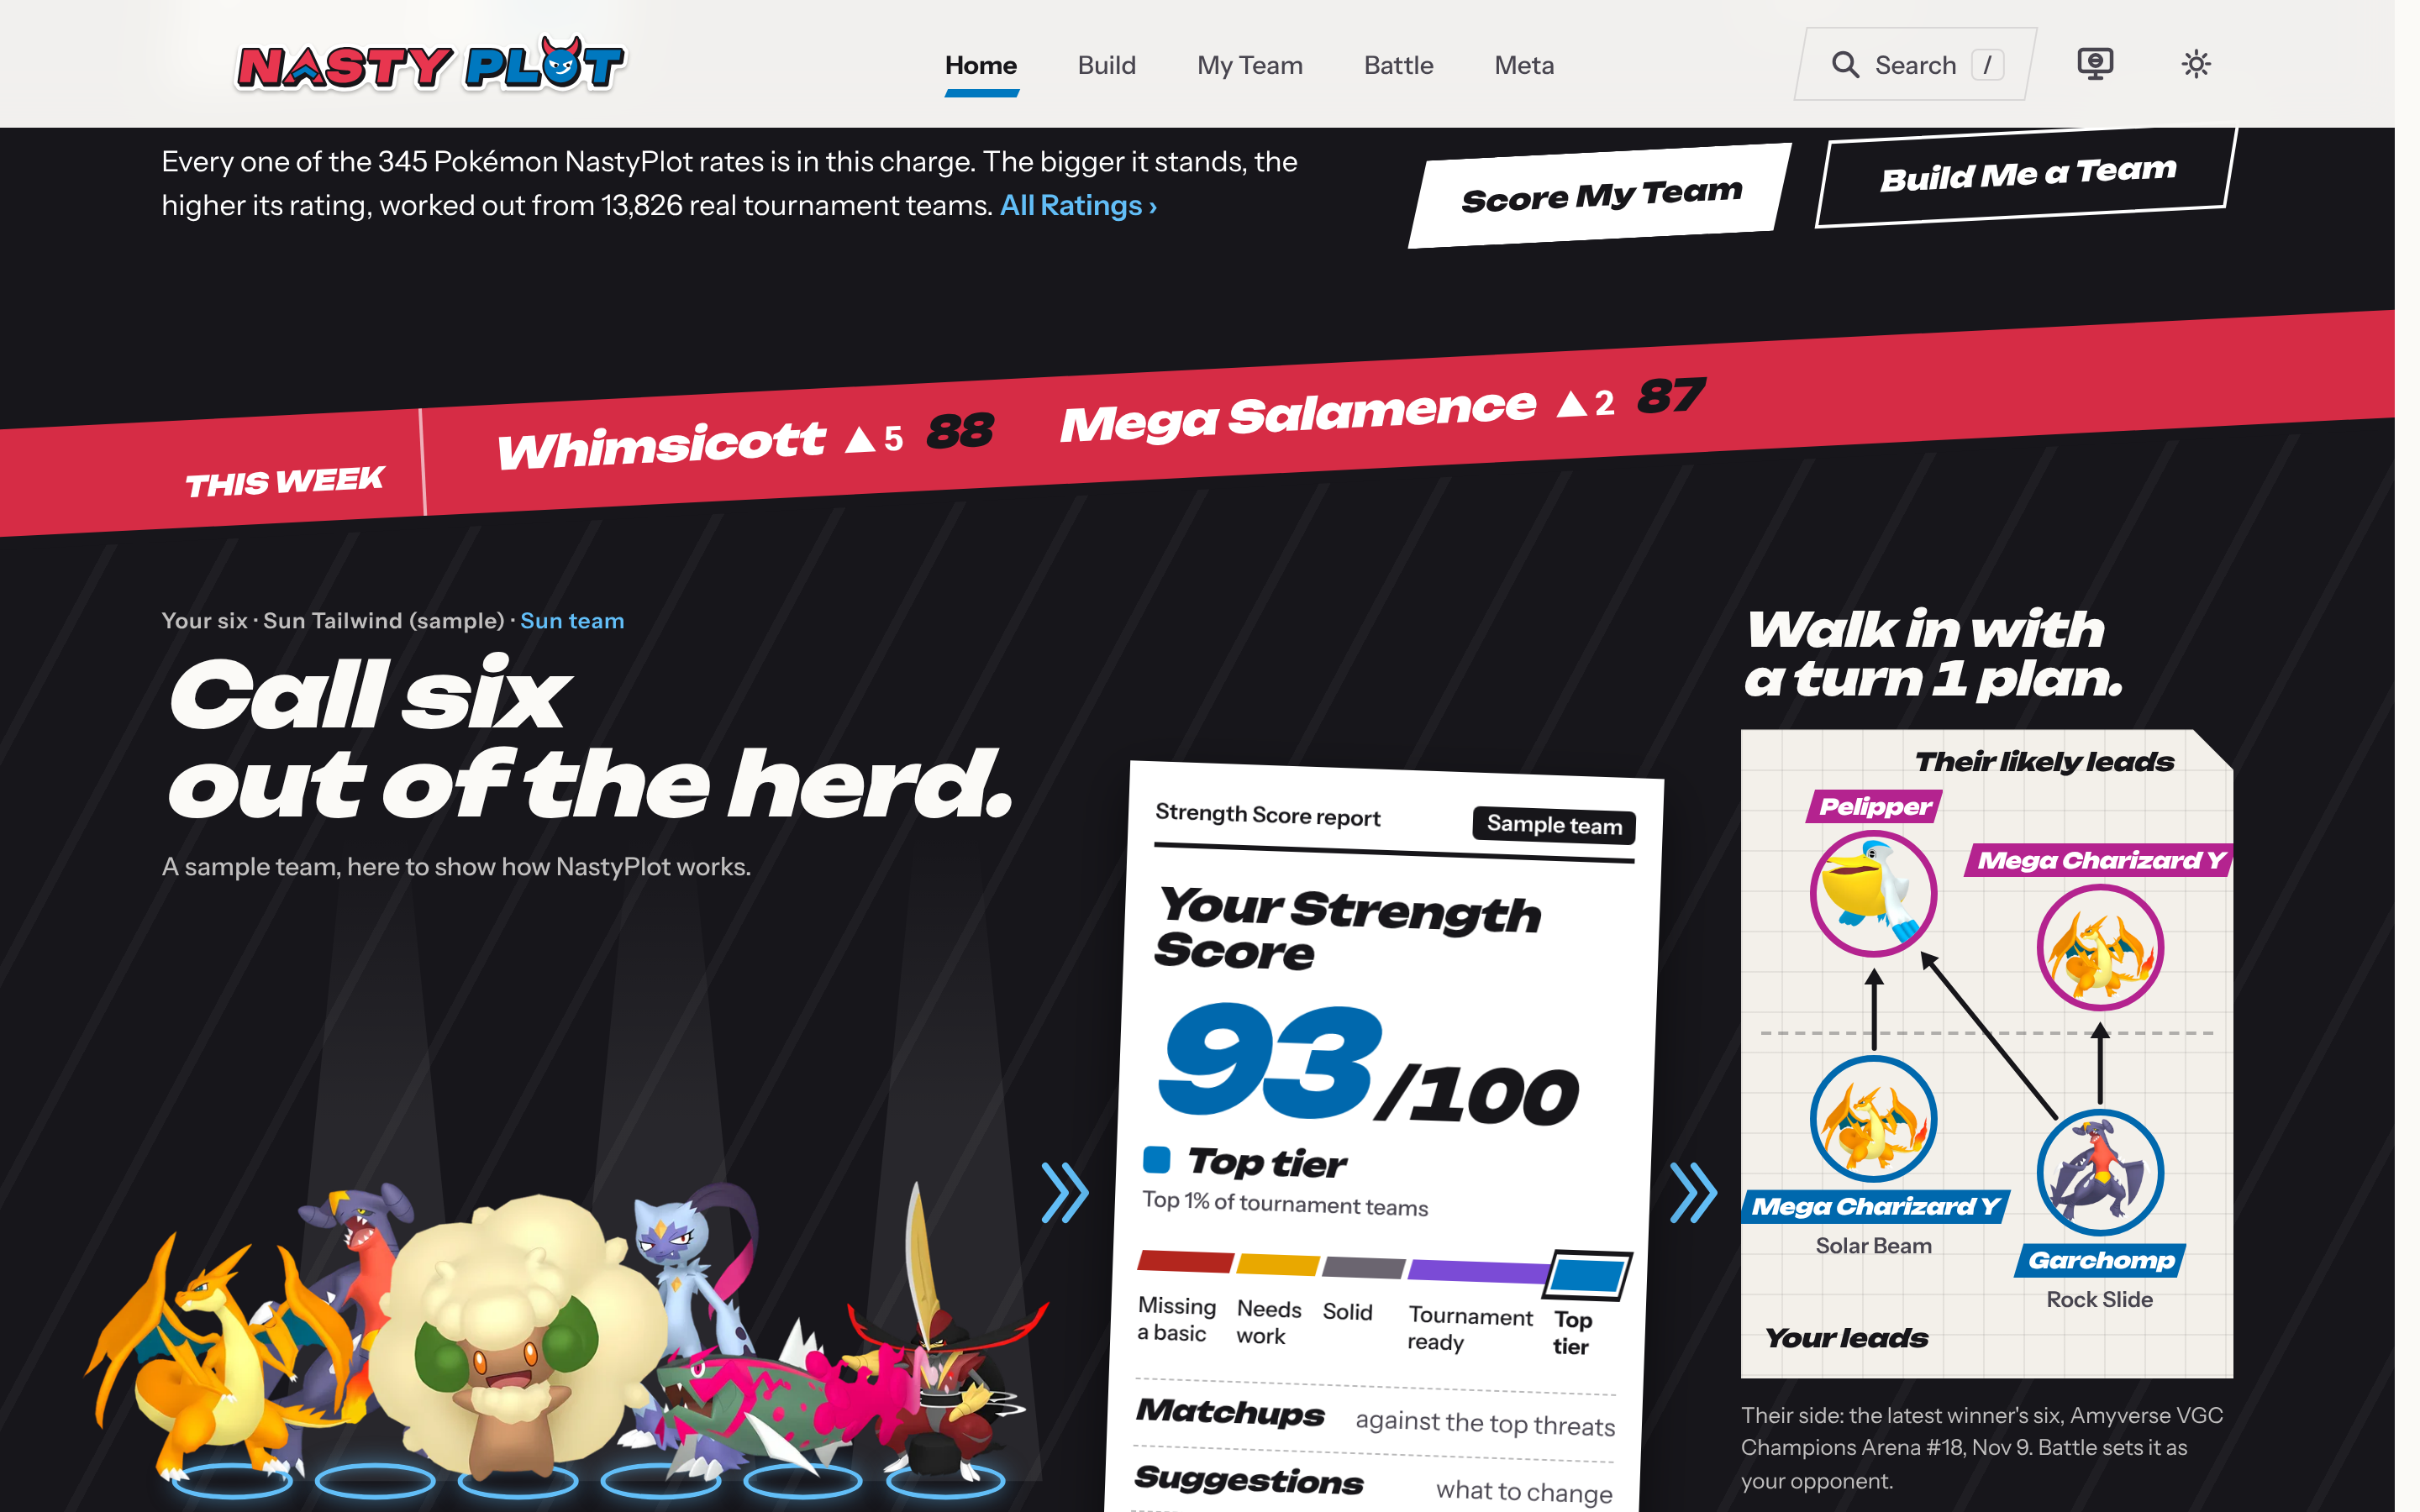 NASTY PLOT
Home
Build
My Team
Battle
Meta
Search /
Every one of the 345 Pokémon NastyPlot rates is in this charge. The bigger it stands, the
higher its rating, worked out from 13,826 real tournament teams. All Ratings ›
Score My Team
Build Me a Team
THIS WEEK
Whimsicott ▲5 88
Mega Salamence ▲2 87
Your six · Sun Tailwind (sample) · Sun team
Call six
out of the herd.
A sample team, here to show how NastyPlot works.
Strength Score report
Sample team
Your Strength
Score
93/100
Top tier
Top 1% of tournament teams
Missing
a basic
Needs
work
Solid
Tournament
ready
Top
tier
Matchups against the top threats
Suggestions what to change
Walk in with
a turn 1 plan.
Their likely leads
Pelipper
Mega Charizard Y
Mega Charizard Y
Solar Beam
Garchomp
Rock Slide
Your leads
Their side: the latest winner's six, Amyverse VGC
Champions Arena #18, Nov 9. Battle sets it as
your opponent.